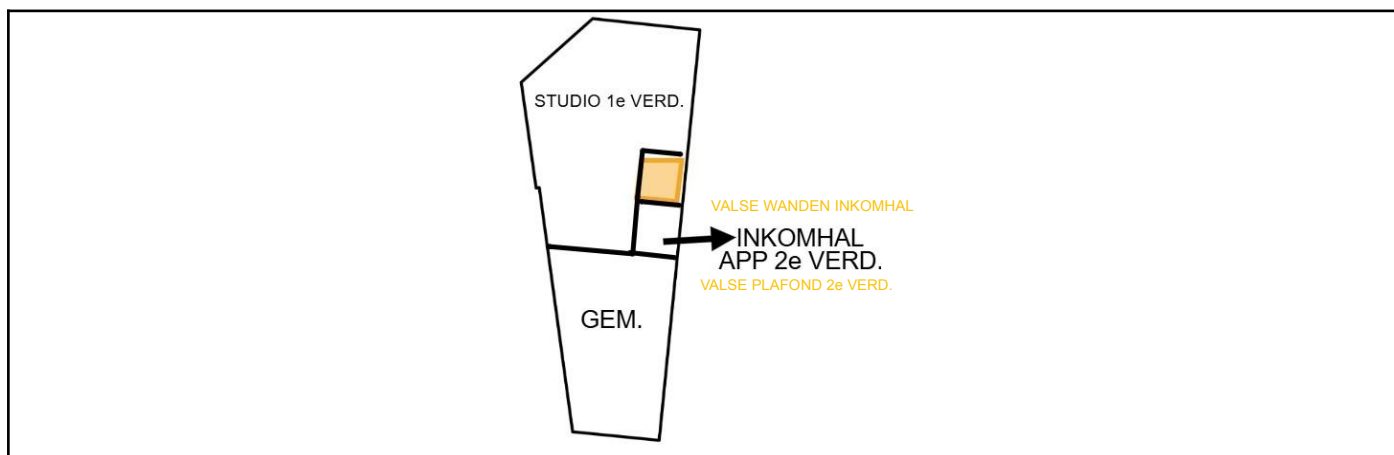 STUDIO 1e VERD.
VALSE WANDEN INKOMHAL
INKOMHAL
APP 2e VERD.
VALSE PLAFOND 2e VERD.
GEM.